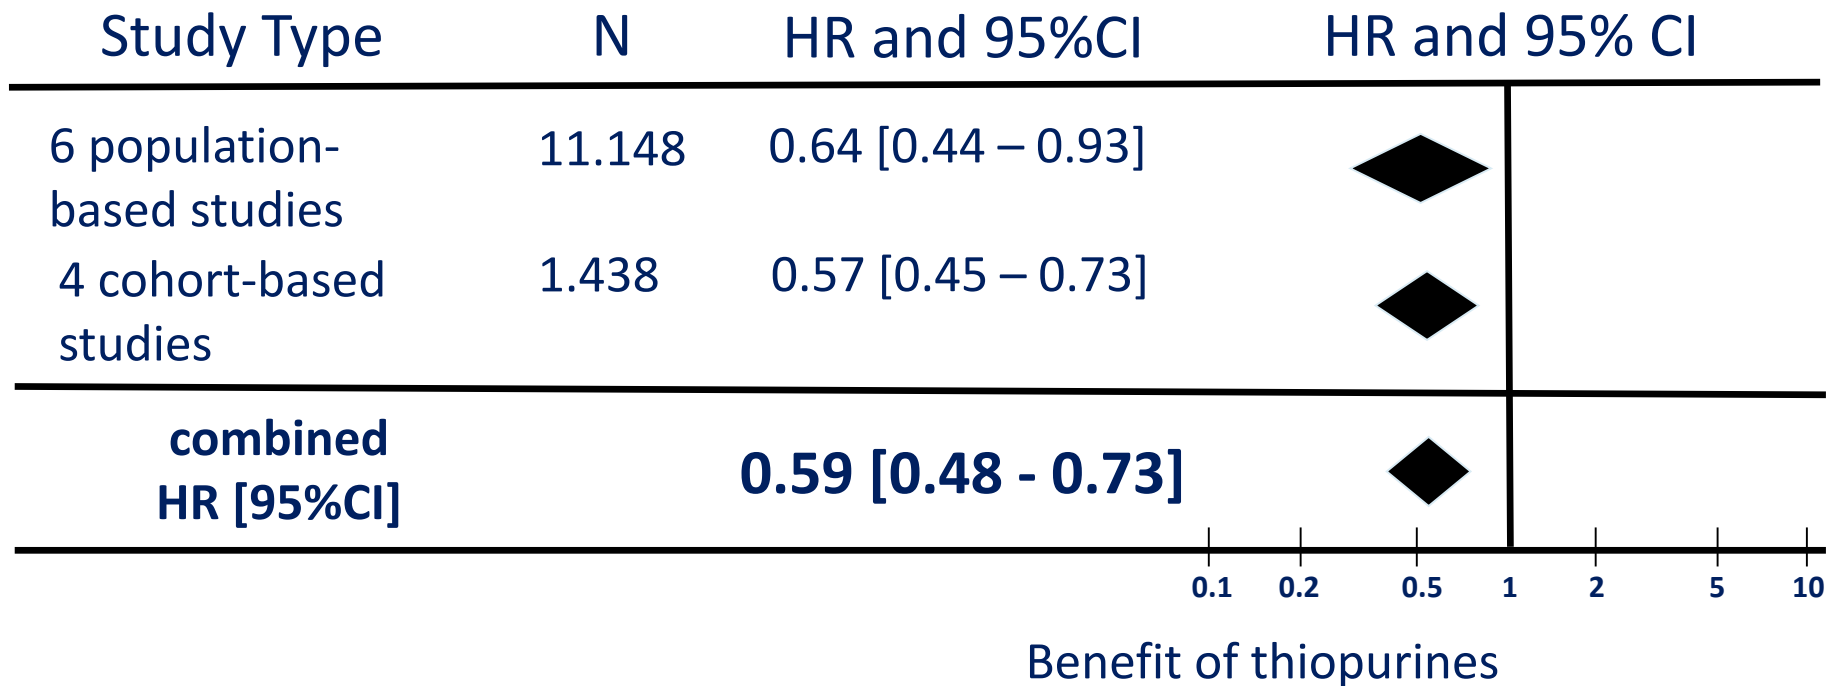 Study Type N HR and 95%CI HR and 95% CI
6 population- 11.148 0.64 [0.44 – 0.93]
based studies
4 cohort-based 1.438 0.57 [0.45 – 0.73]
studies
combined
HR [95%CI] 0.59 [0.48 - 0.73]
0.1 0.2 0.5 1 2 5 10
Benefit of thiopurines